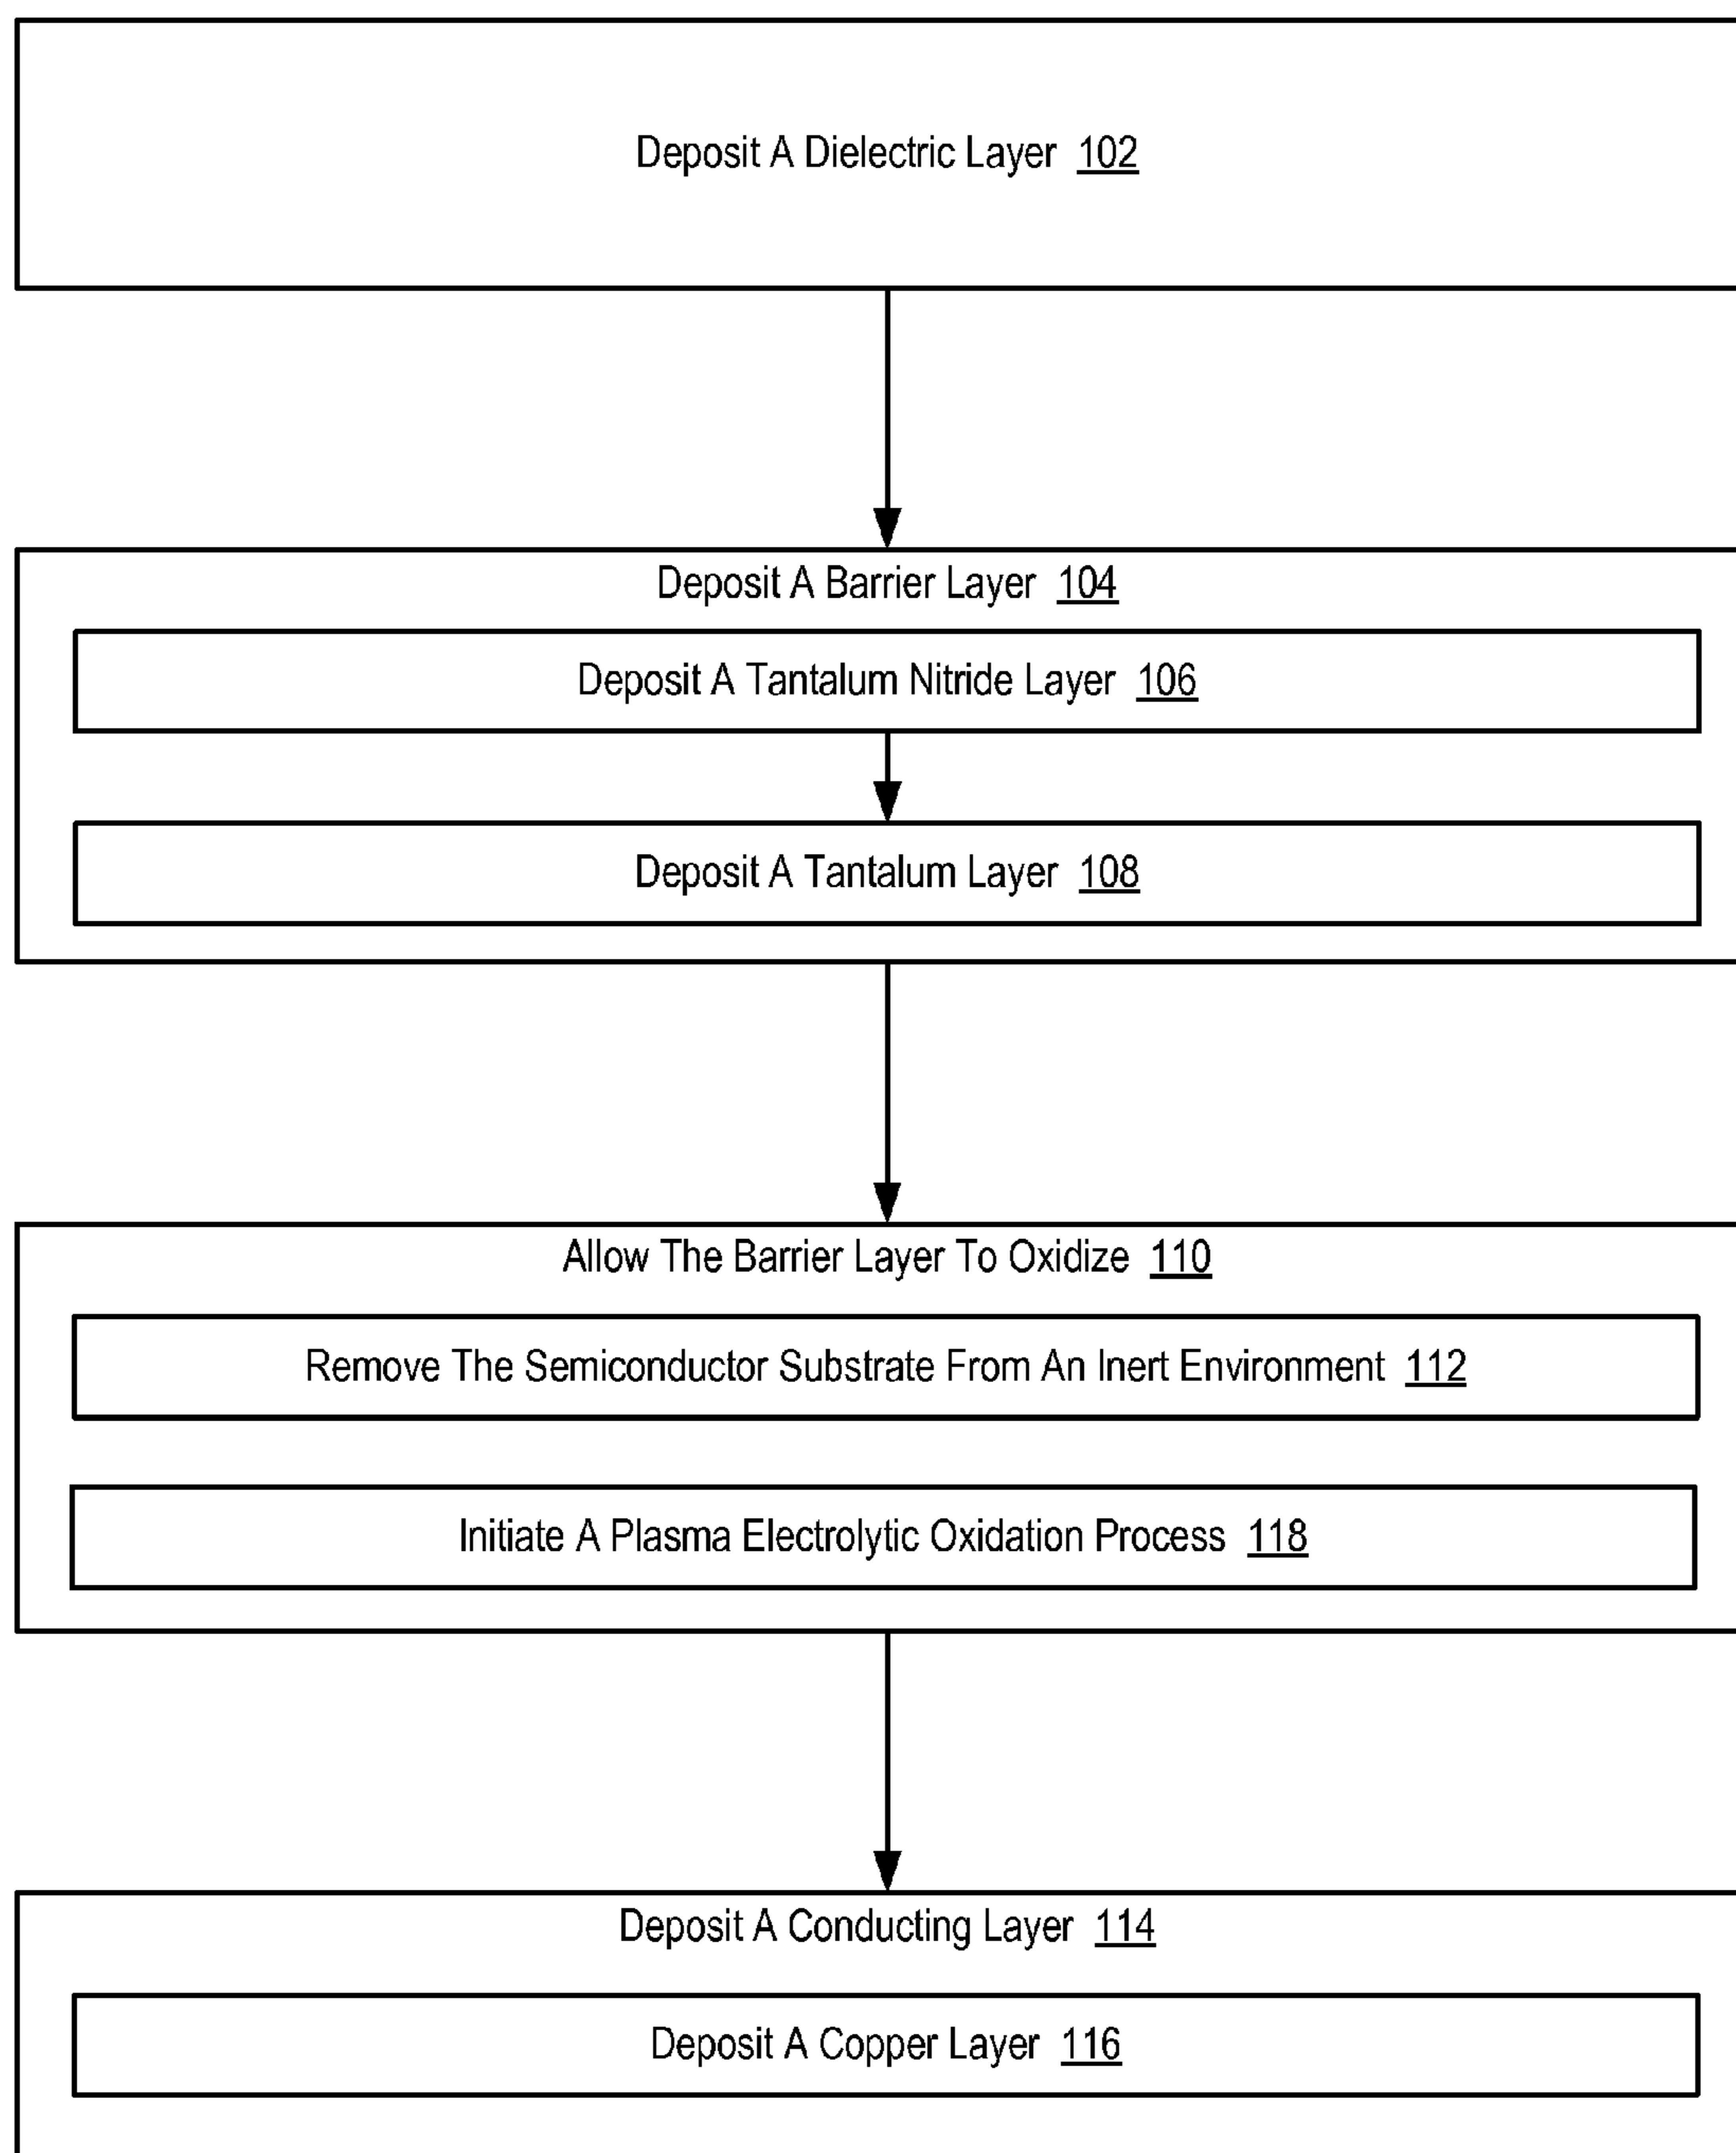 Deposit A Dielectric Layer 102
Deposit A Barrier Layer 104
Deposit A Tantalum Nitride Layer 106
Deposit A Tantalum Layer 108
Allow The Barrier Layer To Oxidize 110
Remove The Semiconductor Substrate From An Inert Environment 112
Initiate A Plasma Electrolytic Oxidation Process 118
Deposit A Conducting Layer 114
Deposit A Copper Layer 116